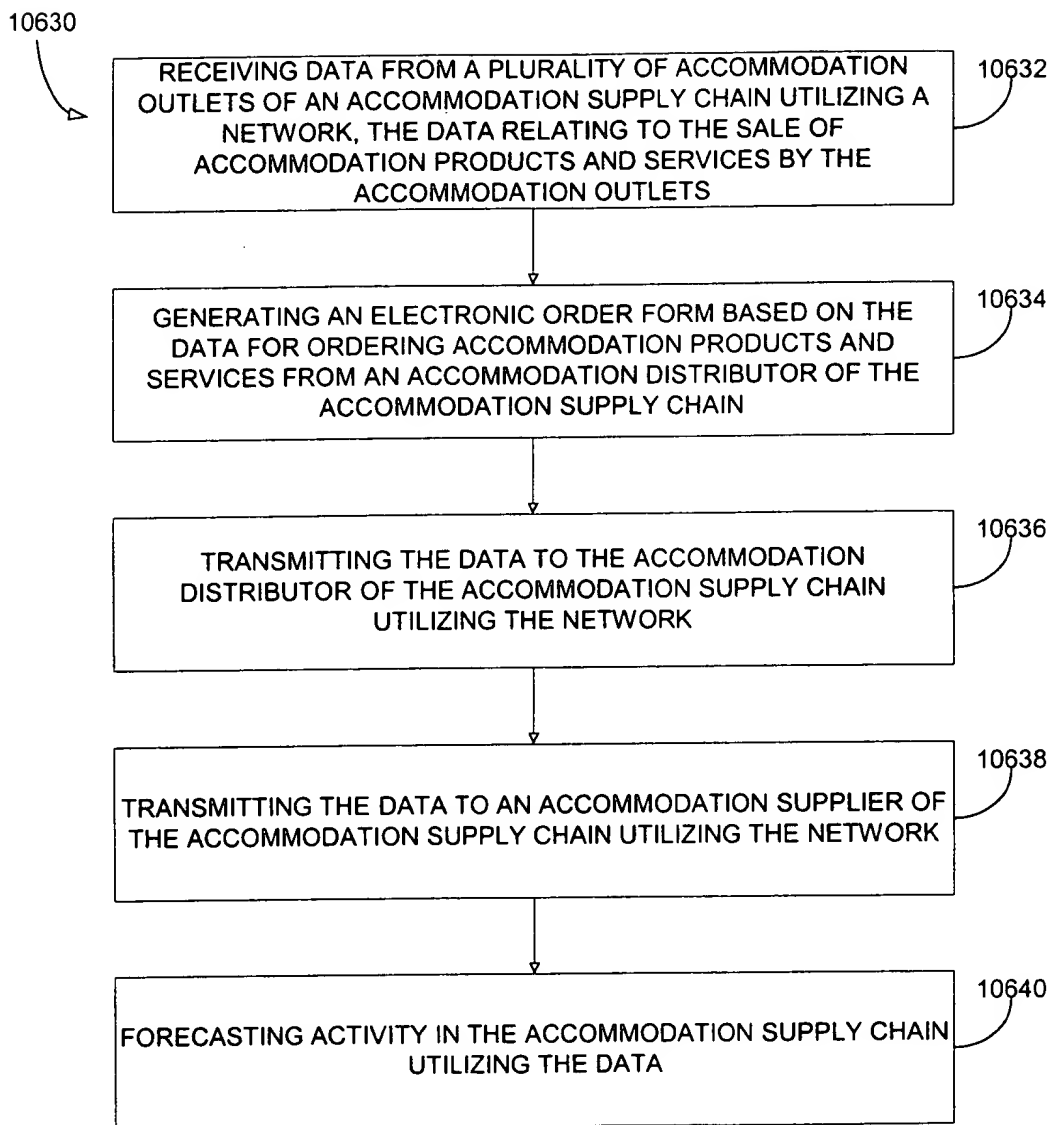 10630
RECEIVING DATA FROM A PLURALITY OF ACCOMMODATION
OUTLETS OF AN ACCOMMODATION SUPPLY CHAIN UTILIZING A
NETWORK, THE DATA RELATING TO THE SALE OF
ACCOMMODATION PRODUCTS AND SERVICES BY THE
ACCOMMODATION OUTLETS
10632
GENERATING AN ELECTRONIC ORDER FORM BASED ON THE
DATA FOR ORDERING ACCOMMODATION PRODUCTS AND
SERVICES FROM AN ACCOMMODATION DISTRIBUTOR OF THE
ACCOMMODATION SUPPLY CHAIN
10634
TRANSMITTING THE DATA TO THE ACCOMMODATION
DISTRIBUTOR OF THE ACCOMMODATION SUPPLY CHAIN
UTILIZING THE NETWORK
10636
TRANSMITTING THE DATA TO AN ACCOMMODATION SUPPLIER OF
THE ACCOMMODATION SUPPLY CHAIN UTILIZING THE NETWORK
10638
FORECASTING ACTIVITY IN THE ACCOMMODATION SUPPLY CHAIN
UTILIZING THE DATA
10640